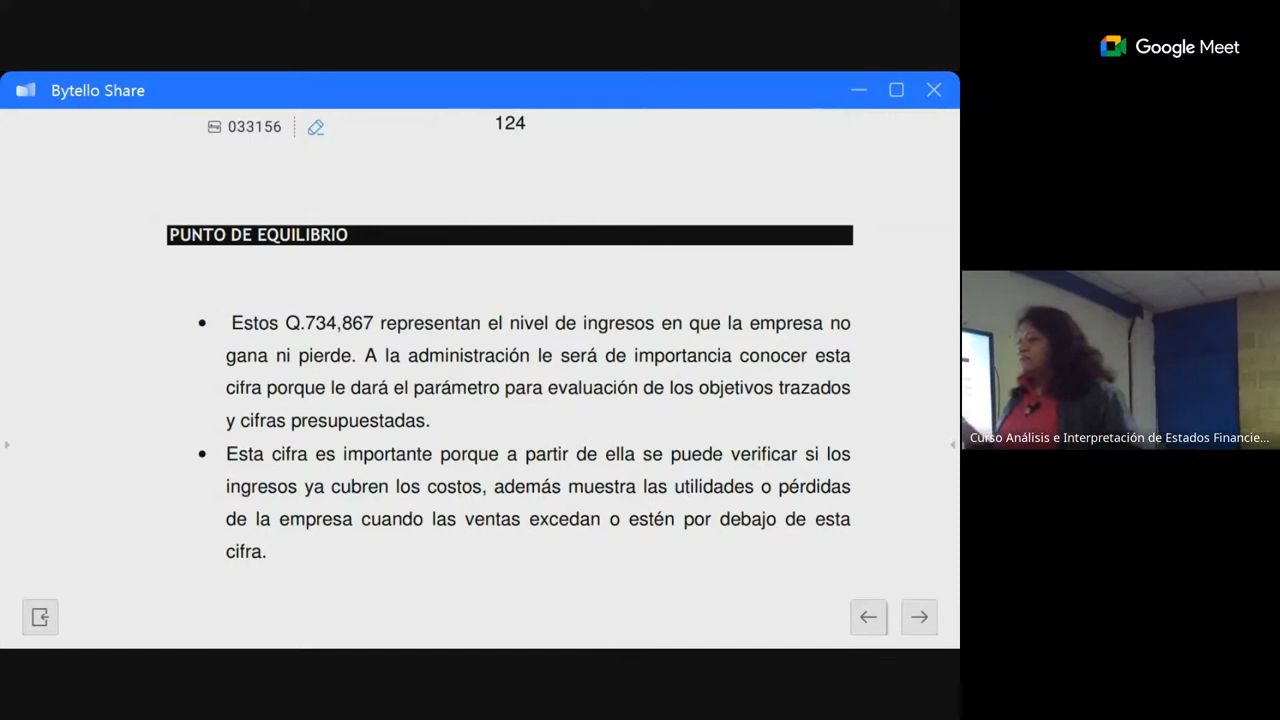 Google Meet
Bytello Share
033156
124
PUNTO DE EQUILIBRIO
• Estos Q.734,867 representan el nivel de ingresos en que la empresa no
gana ni pierde. A la administración le será de importancia conocer esta
cifra porque le dará el parámetro para evaluación de los objetivos trazados
y cifras presupuestadas.
• Esta cifra es importante porque a partir de ella se puede verificar si los
ingresos ya cubren los costos, además muestra las utilidades o pérdidas
de la empresa cuando las ventas excedan o estén por debajo de esta
cifra.
Curso Análisis e Interpretación de Estados Financie...